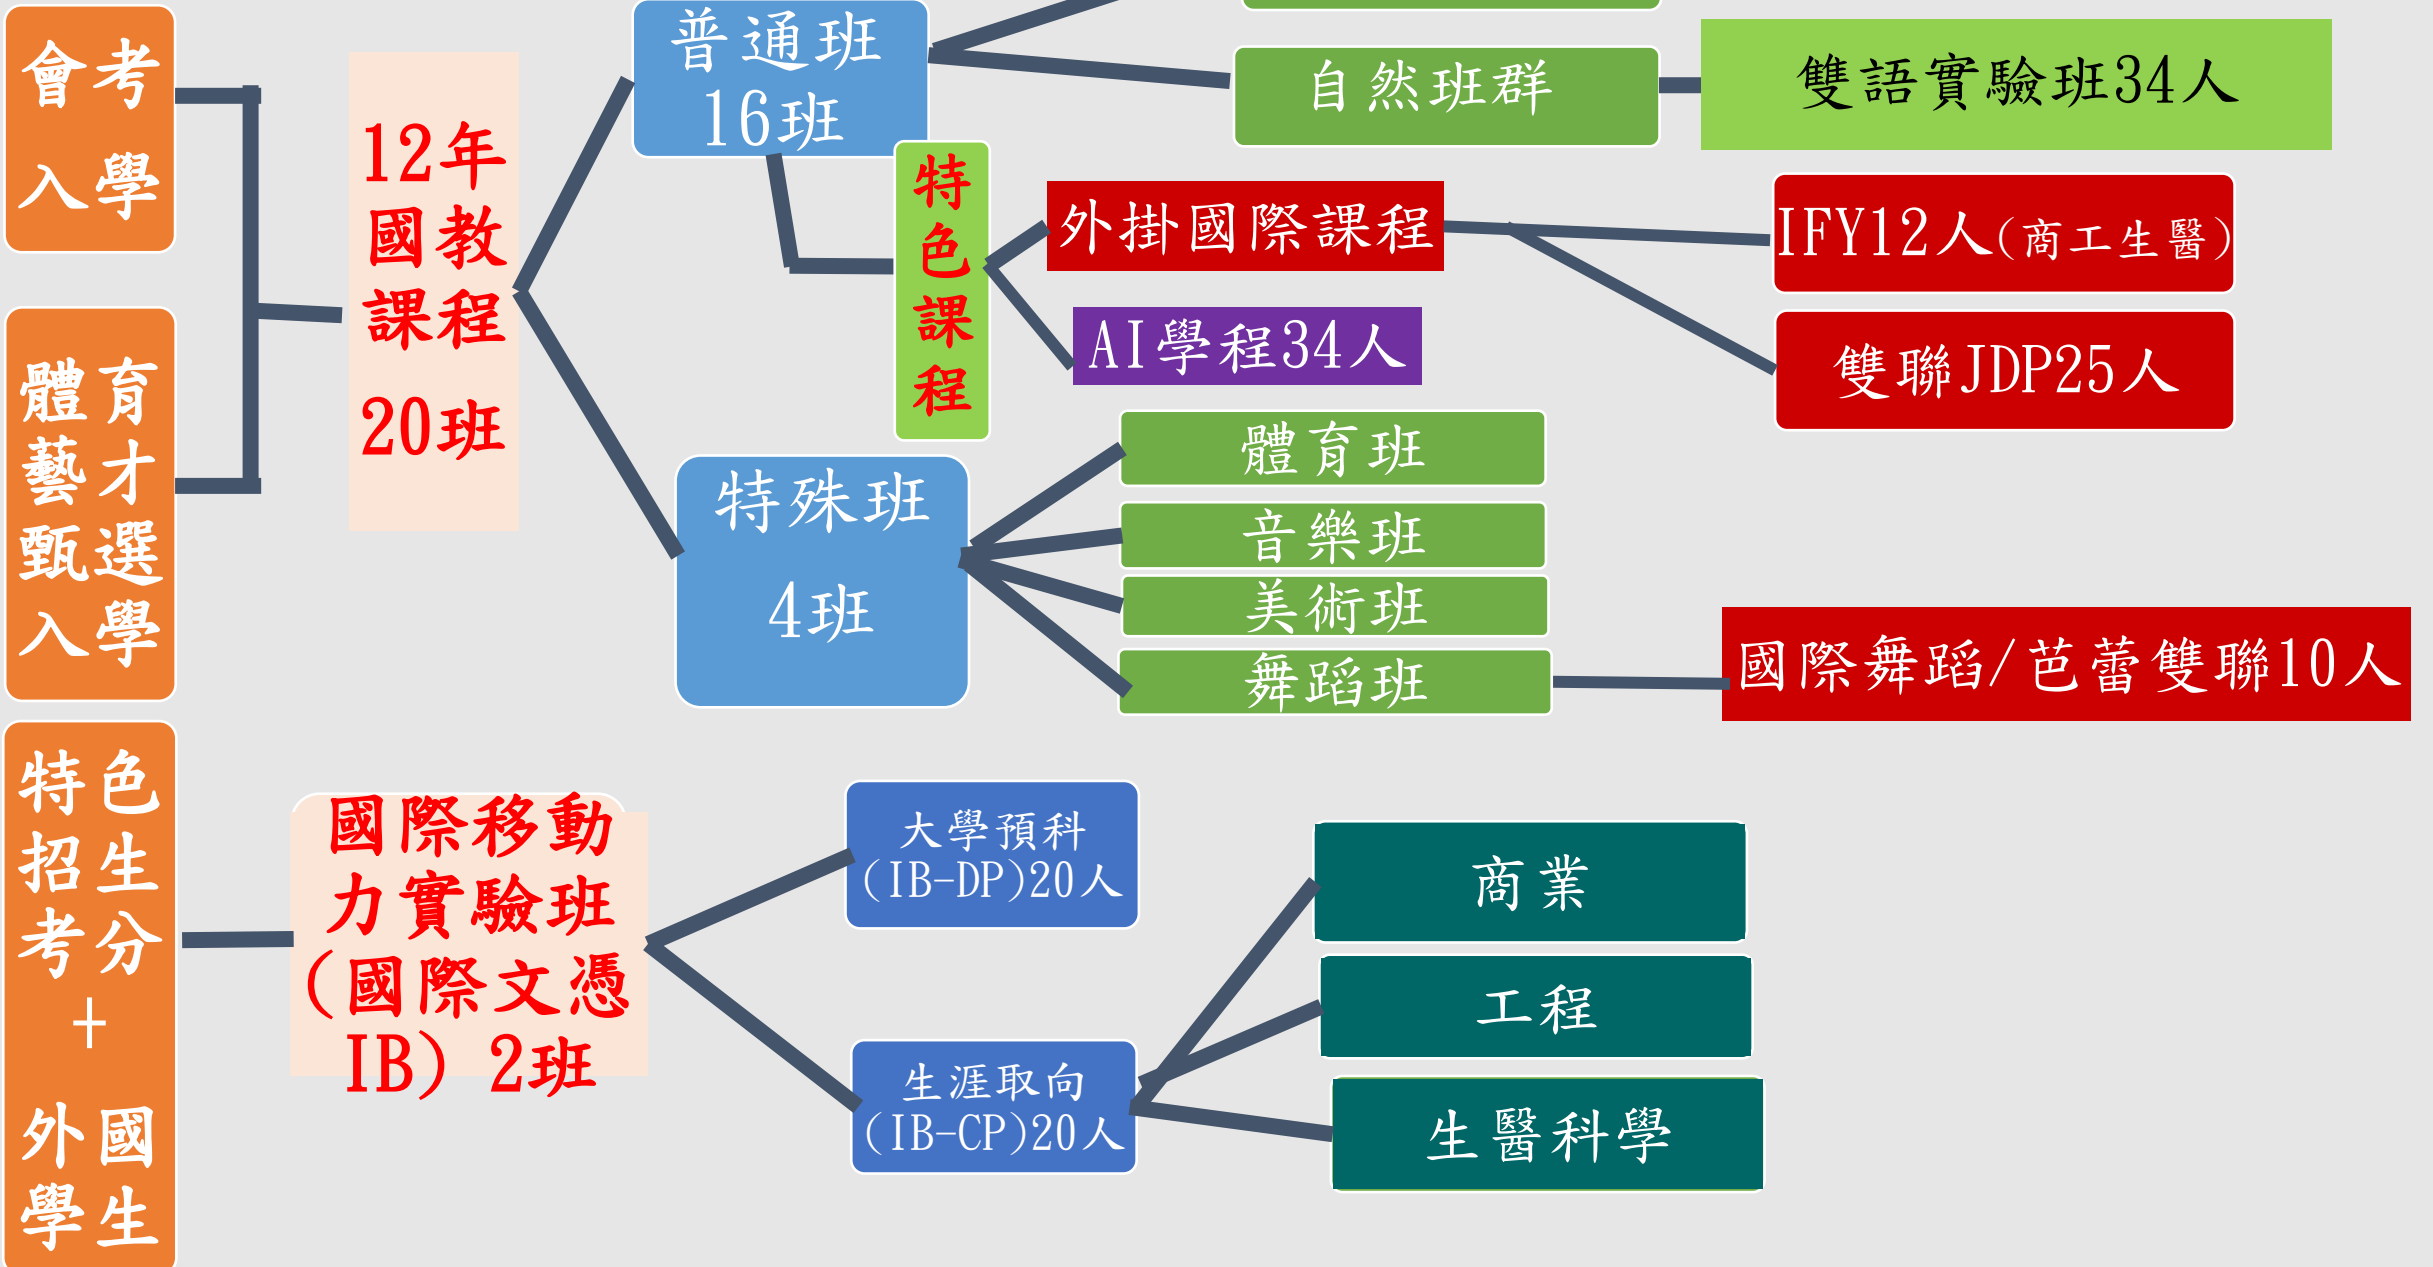 會考
入學
體育
藝才
甄選
入學
特色
招生
考分
+
外國
學生
12年
國教
課程
20班
普通班
16班
自然班群
雙語實驗班34人
特
色
課
程
外掛國際課程
IFY12人(商工生醫)
雙聯JDP25人
AI學程34人
特殊班
4班
體育班
音樂班
美術班
舞蹈班
國際舞蹈/芭蕾雙聯10人
國際移動
力實驗班
(國際文憑
IB) 2班
大學預科
(IB-DP)20人
生涯取向
(IB-CP)20人
商業
工程
生醫科學